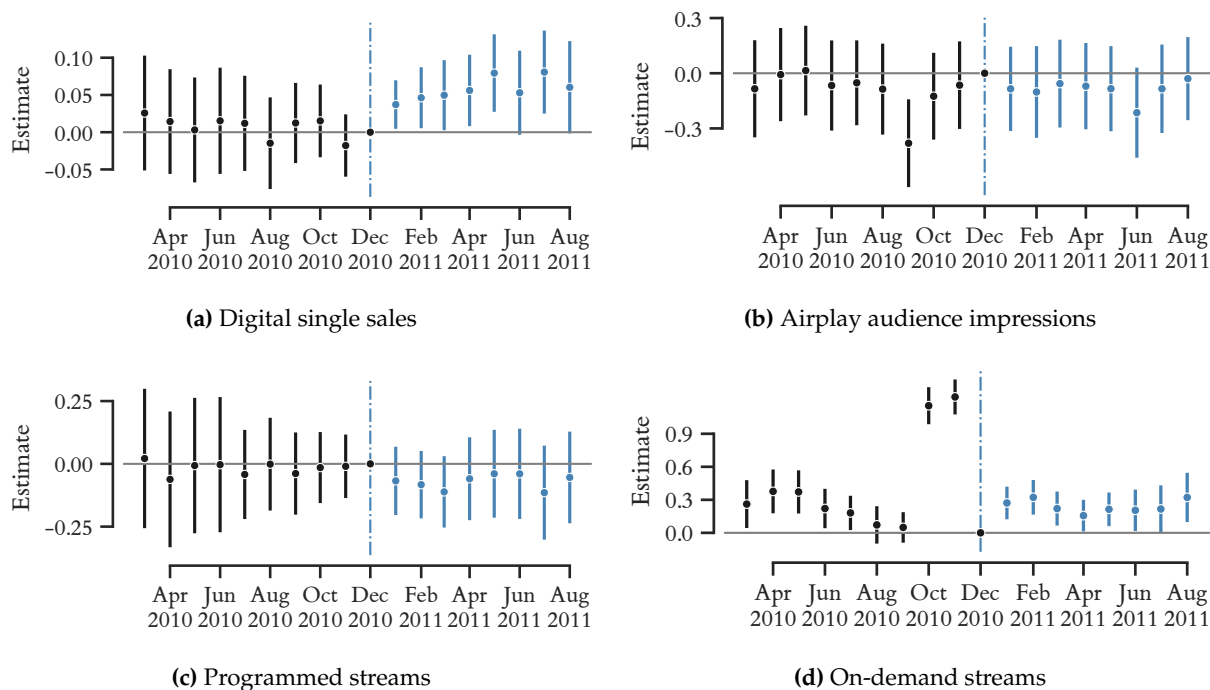 Estimate
0.10
0.05
0.00
−0.05
Apr Jun Aug Oct Dec Feb Apr Jun Aug
2010 2010 2010 2010 2010 2011 2011 2011 2011
(a) Digital single sales
Estimate
0.3
0.0
−0.3
Apr Jun Aug Oct Dec Feb Apr Jun Aug
2010 2010 2010 2010 2010 2011 2011 2011 2011
(b) Airplay audience impressions
Estimate
0.25
0.00
−0.25
Apr Jun Aug Oct Dec Feb Apr Jun Aug
2010 2010 2010 2010 2010 2011 2011 2011 2011
(c) Programmed streams
Estimate
0.9
0.6
0.3
0.0
Apr Jun Aug Oct Dec Feb Apr Jun Aug
2010 2010 2010 2010 2010 2011 2011 2011 2011
(d) On-demand streams